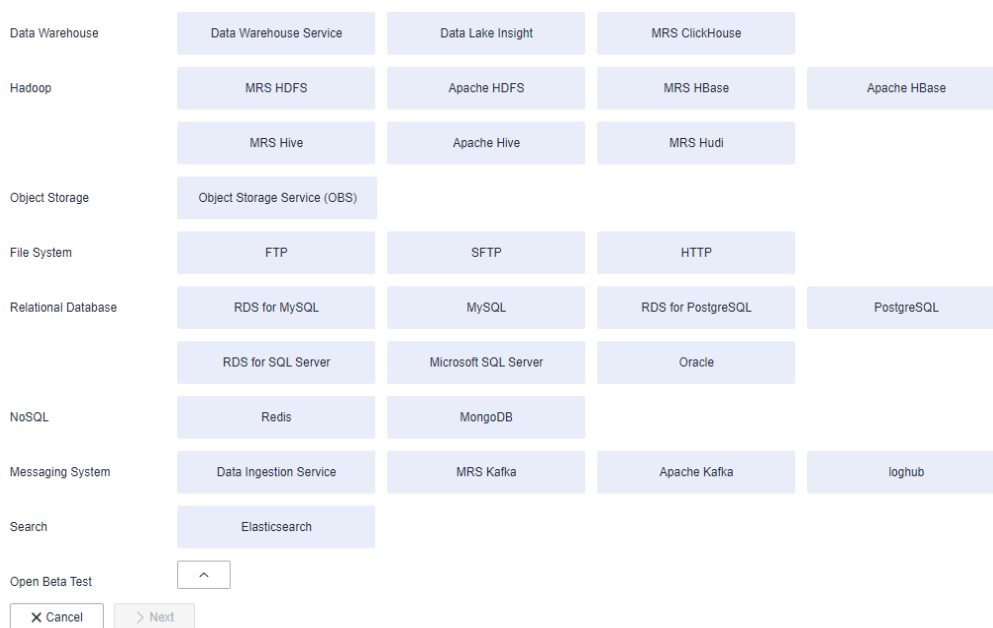 Data Warehouse Data Warehouse Service Data Lake Insight MRS ClickHouse
Hadoop MRS HDFS Apache HDFS MRS HBase Apache HBase
MRS Hive Apache Hive MRS Hudi
Object Storage Object Storage Service (OBS)
File System FTP SFTP HTTP
Relational Database RDS for MySQL MySQL RDS for PostgreSQL PostgreSQL
RDS for SQL Server Microsoft SQL Server Oracle
NoSQL Redis MongoDB
Messaging System Data Ingestion Service MRS Kafka Apache Kafka loghub
Search Elasticsearch
Open Beta Test
Cancel Next